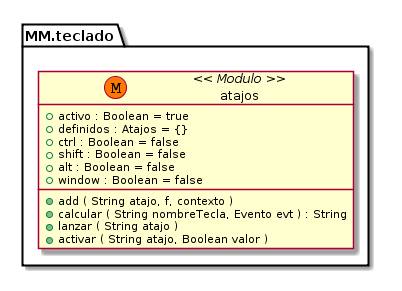 MM.teclado
M
<< Modulo >>
atajos
activo : Boolean = true
definidos : Atajos = {}
ctrl : Boolean = false
shift : Boolean = false
alt : Boolean = false
window : Boolean = false
add ( String atajo, f, contexto )
calcular ( String nombreTecla, Evento evt ) : String
lanzar ( String atajo )
activar ( String atajo, Boolean valor )